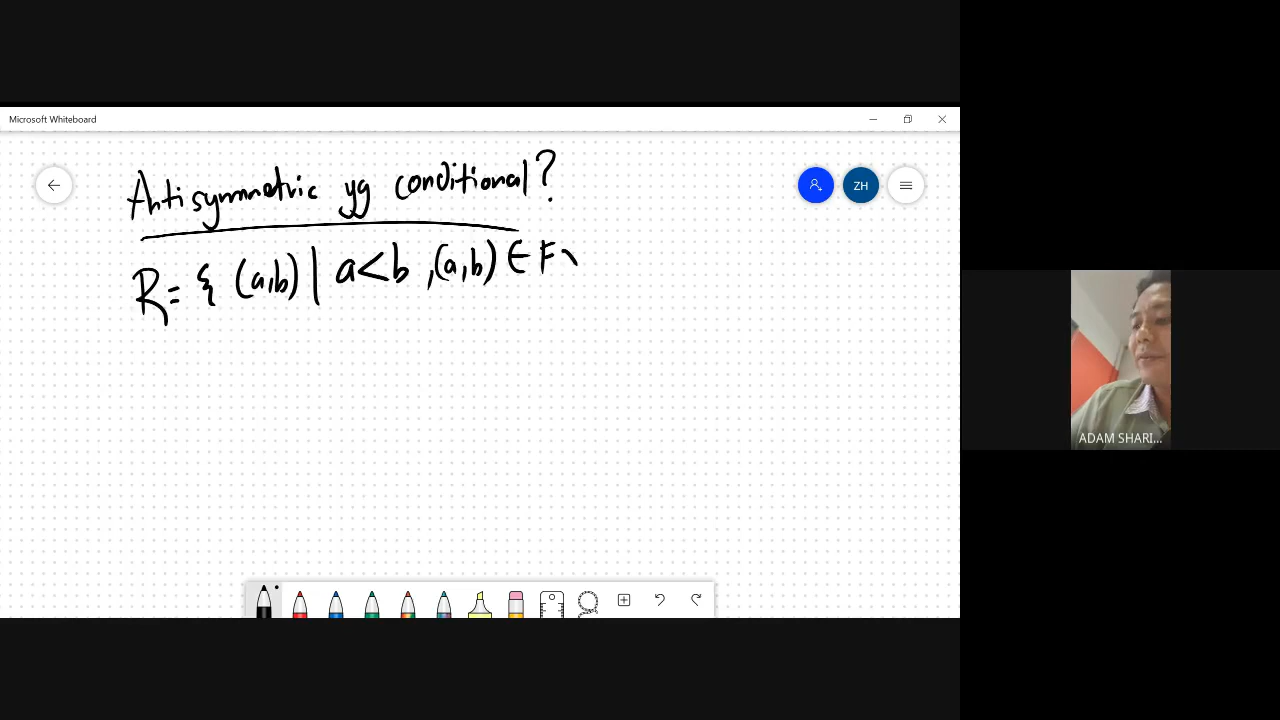 Microsoft Whiteboard
Antisymmetric yg conditional?
ZH
R = { (a,b) | a < b , (a,b) ∈ F
ADAM SHARI...